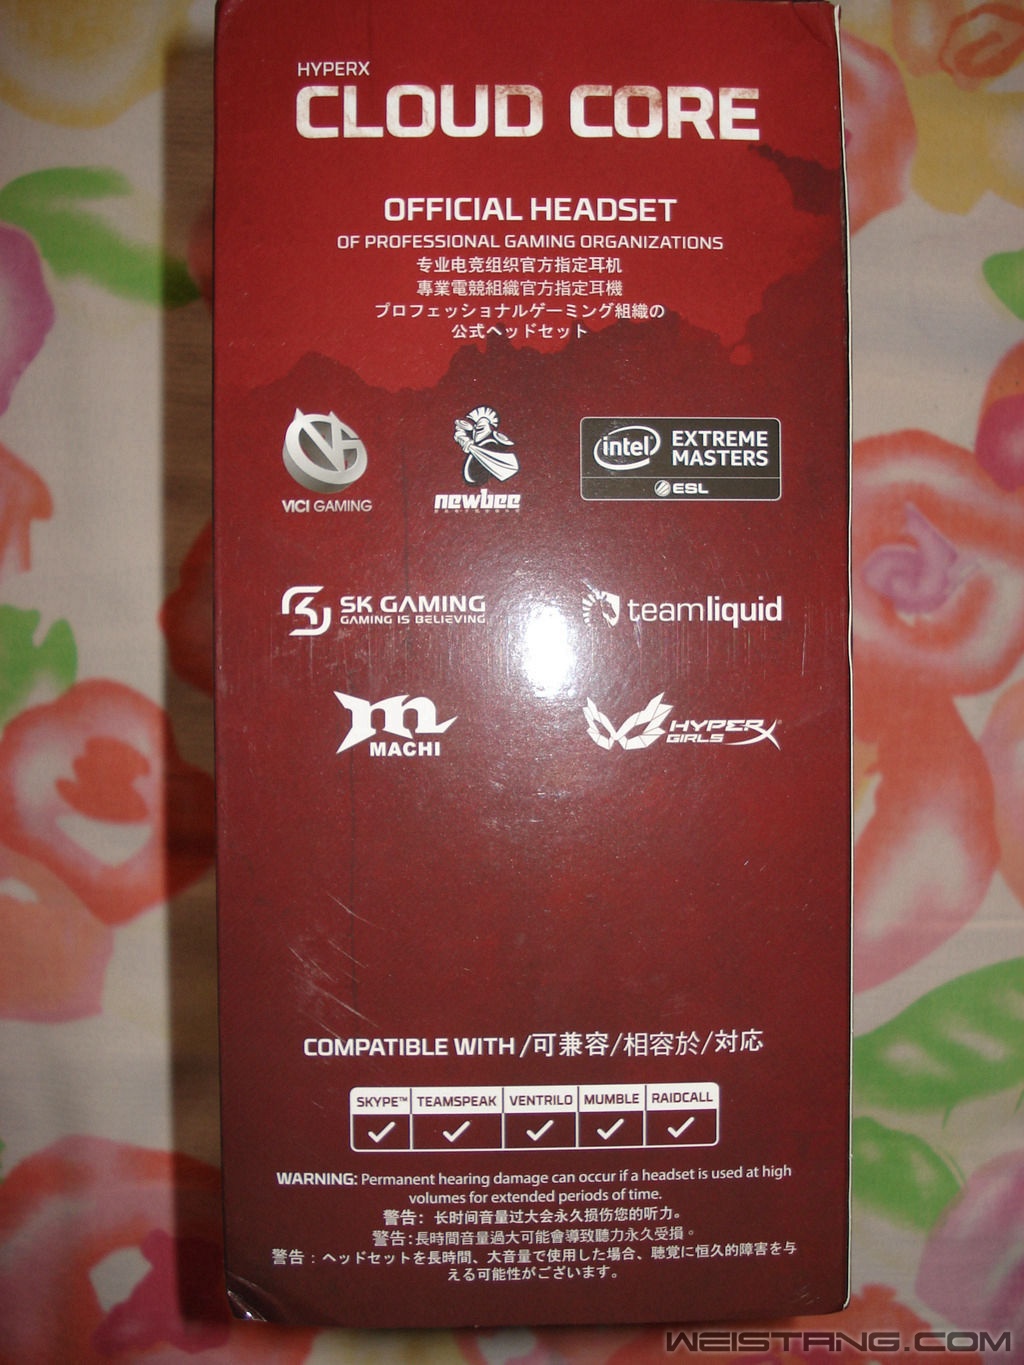 HYPERX
CLOUD CORE
OFFICIAL HEADSET
OF PROFESSIONAL GAMING ORGANIZATIONS
专业电竞组织官方指定耳机
專業電競組織官方指定耳機
プロフェッショナルゲーミング組織の
公式ヘッドセット
VICI GAMING
newbee
intel EXTREME
MASTERS
ESL
SK GAMING
GAMING IS BELIEVING
teamliquid
m
MACHI
HYPERX
GIRLS
COMPATIBLE WITH /可兼容/相容於/対応
SKYPE™ TEAMSPEAK VENTRILO MUMBLE RAIDCALL
WARNING: Permanent hearing damage can occur if a headset is used at high
volumes for extended periods of time.
警告：长时间音量过大会永久损伤您的听力。
警告：長時間音量過大可能會導致聽力永久受損。
警告：ヘッドセットを長時間、大音量で使用した場合、聴覚に恒久的障害を与
える可能性がございます。
WEISTANG.COM